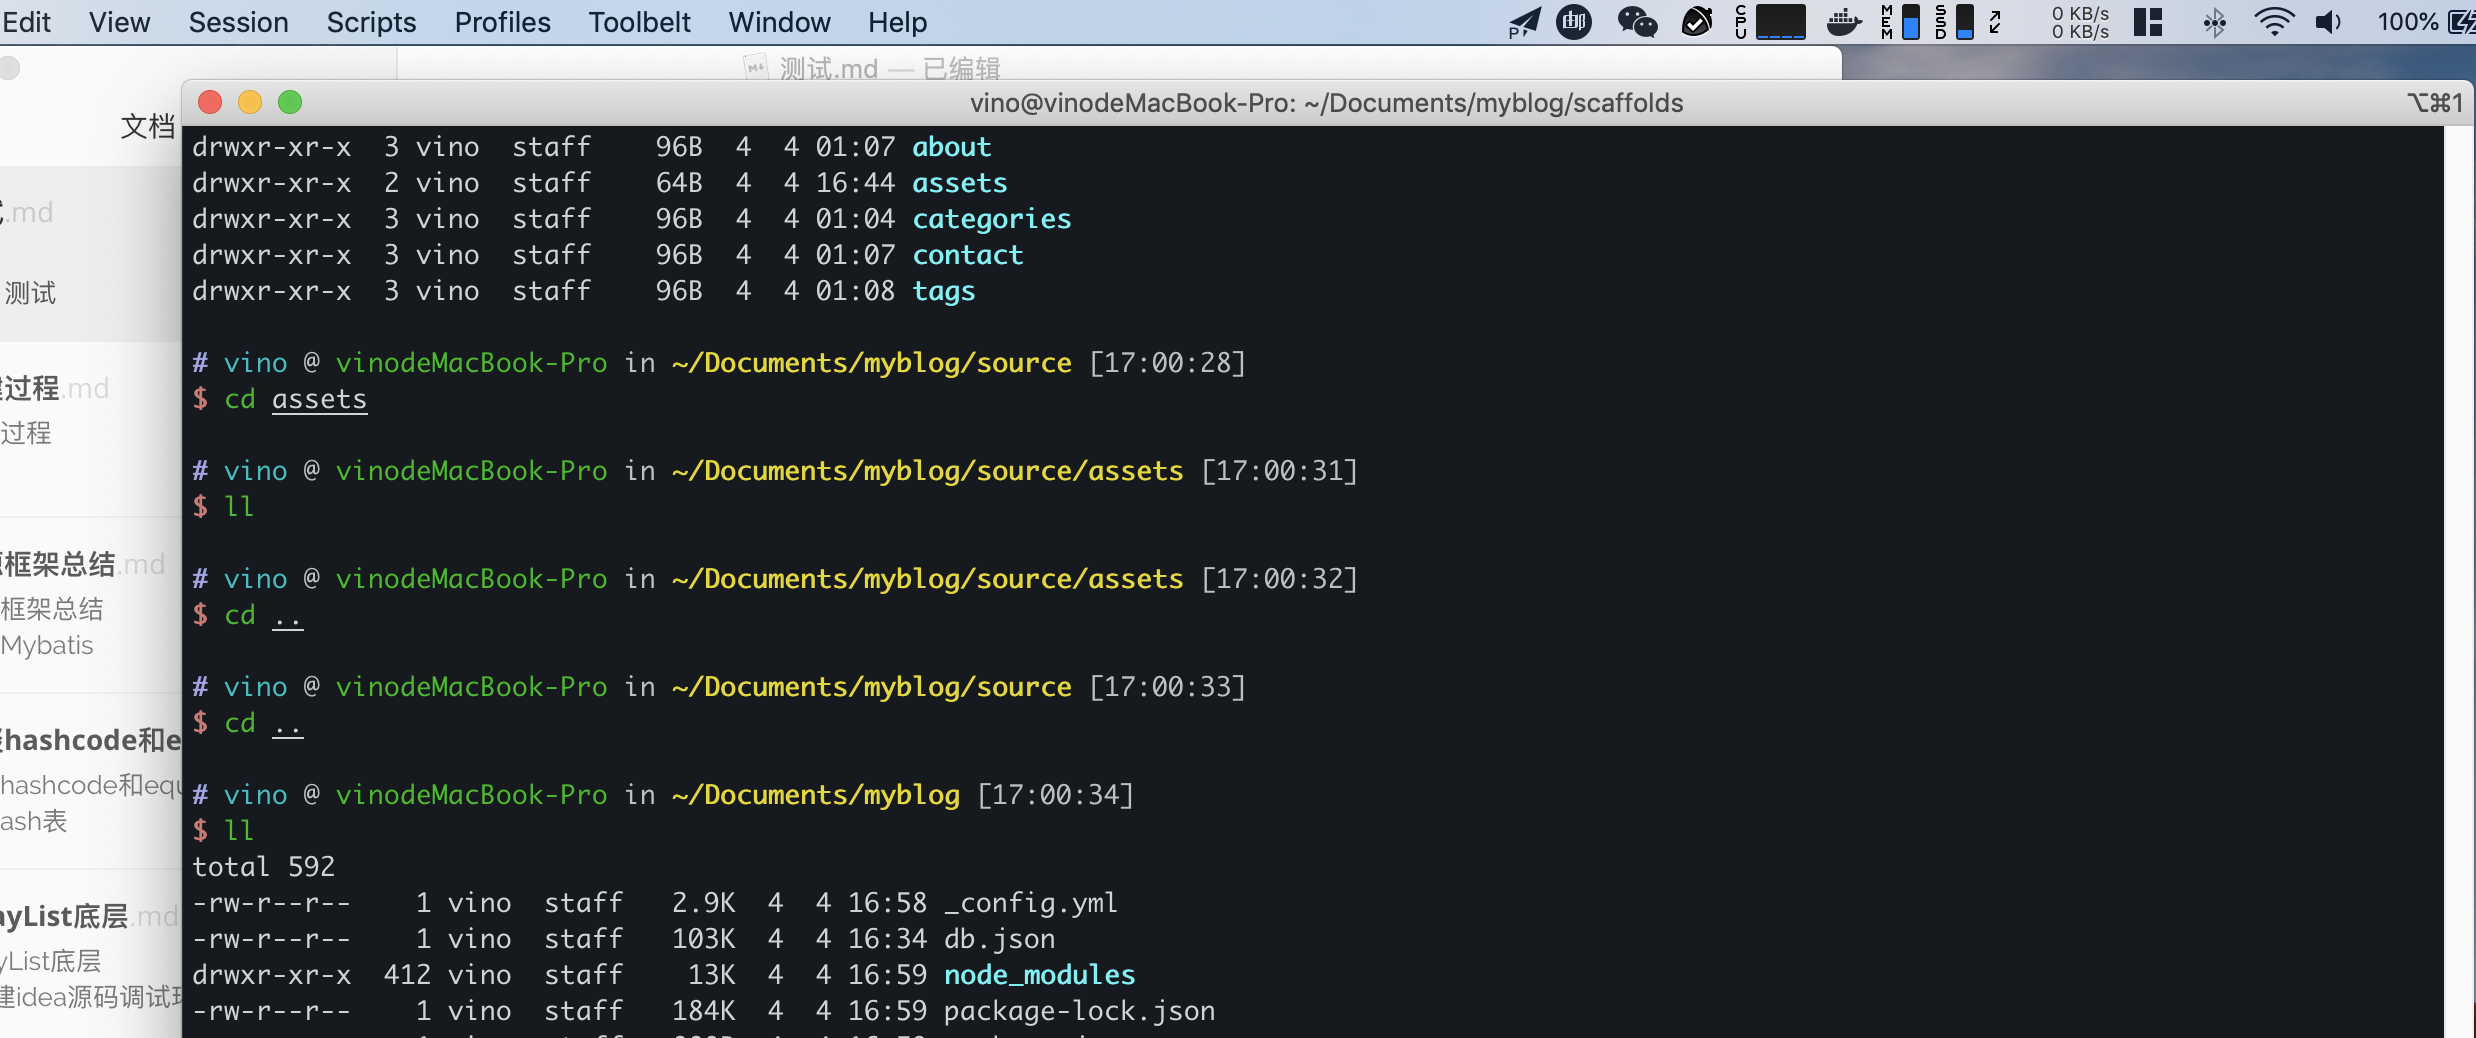 Edit View Session Scripts Profiles Toolbelt Window Help P CPU MEM SSD 0 KB/s 100%
0 KB/s
测试.md — 已编辑
vino@vinodeMacBook-Pro: ~/Documents/myblog/scaffolds ⌥⌘1
文档
.md
测试
过程.md
过程
框架总结.md
框架总结
Mybatis
hashcode和e
hashcode和equ
ash表
ayList底层.md
yList底层
建idea源码调试环
drwxr-xr-x 3 vino staff 96B 4 4 01:07 about
drwxr-xr-x 2 vino staff 64B 4 4 16:44 assets
drwxr-xr-x 3 vino staff 96B 4 4 01:04 categories
drwxr-xr-x 3 vino staff 96B 4 4 01:07 contact
drwxr-xr-x 3 vino staff 96B 4 4 01:08 tags
# vino @ vinodeMacBook-Pro in ~/Documents/myblog/source [17:00:28]
$ cd assets
# vino @ vinodeMacBook-Pro in ~/Documents/myblog/source/assets [17:00:31]
$ ll
# vino @ vinodeMacBook-Pro in ~/Documents/myblog/source/assets [17:00:32]
$ cd ..
# vino @ vinodeMacBook-Pro in ~/Documents/myblog/source [17:00:33]
$ cd ..
# vino @ vinodeMacBook-Pro in ~/Documents/myblog [17:00:34]
$ ll
total 592
-rw-r--r-- 1 vino staff 2.9K 4 4 16:58 _config.yml
-rw-r--r-- 1 vino staff 103K 4 4 16:34 db.json
drwxr-xr-x 412 vino staff 13K 4 4 16:59 node_modules
-rw-r--r-- 1 vino staff 184K 4 4 16:59 package-lock.json